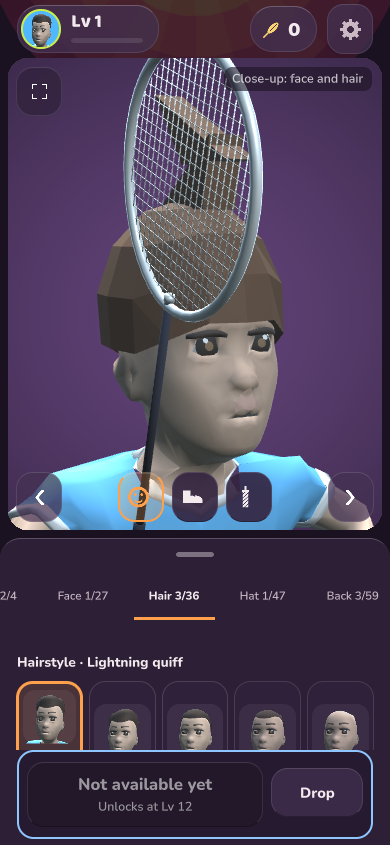 Lv 1
0
Close-up: face and hair
2/4
Face 1/27
Hair 3/36
Hat 1/47
Back 3/59
Hairstyle · Lightning quiff
Not available yet
Unlocks at Lv 12
Drop